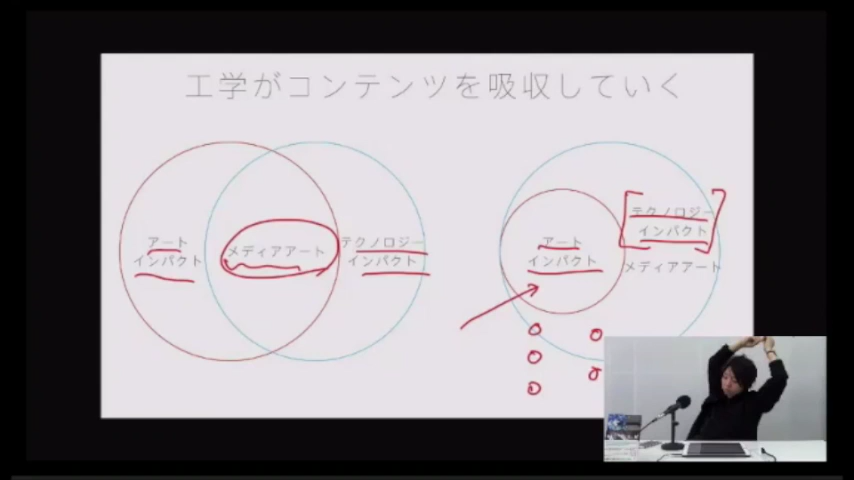 工学がコンテンツを吸収していく
アート
インパクト
メディアアート
テクノロジー
インパクト
アート
インパクト
テクノロジー
インパクト
メディアアート